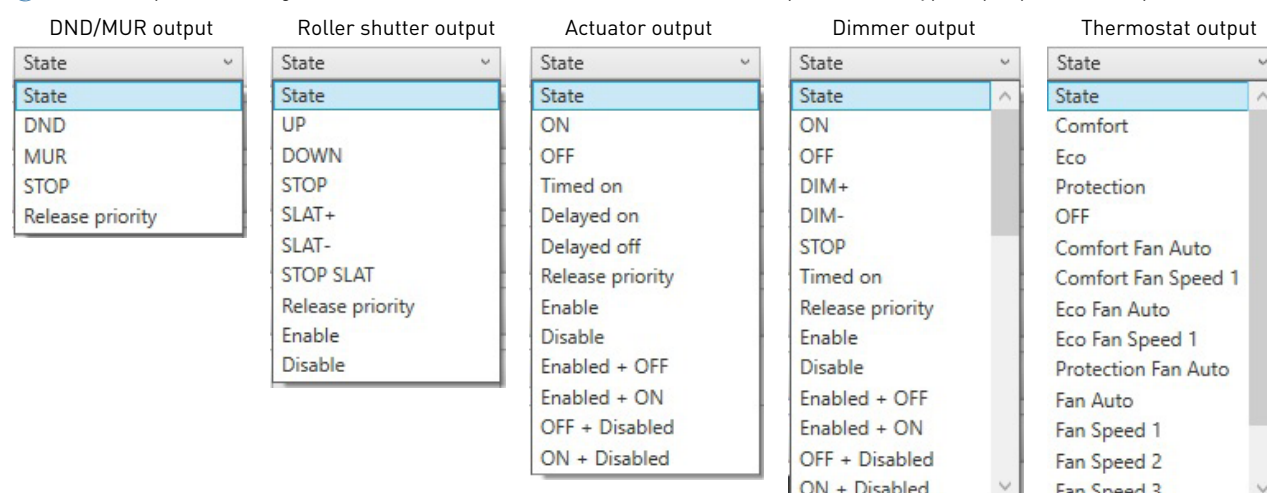 DND/MUR output
State
State
DND
MUR
STOP
Release priority
Roller shutter output
State
State
UP
DOWN
STOP
SLAT+
SLAT-
STOP SLAT
Release priority
Enable
Disable
Actuator output
State
State
ON
OFF
Timed on
Delayed on
Delayed off
Release priority
Enable
Disable
Enabled + OFF
Enabled + ON
OFF + Disabled
ON + Disabled
Dimmer output
State
State
ON
OFF
DIM+
DIM-
STOP
Timed on
Release priority
Enable
Disable
Enabled + OFF
Enabled + ON
OFF + Disabled
ON + Disabled
Thermostat output
State
State
Comfort
Eco
Protection
OFF
Comfort Fan Auto
Comfort Fan Speed 1
Eco Fan Auto
Eco Fan Speed 1
Protection Fan Auto
Fan Auto
Fan Speed 1
Fan Speed 2
Fan Speed 3